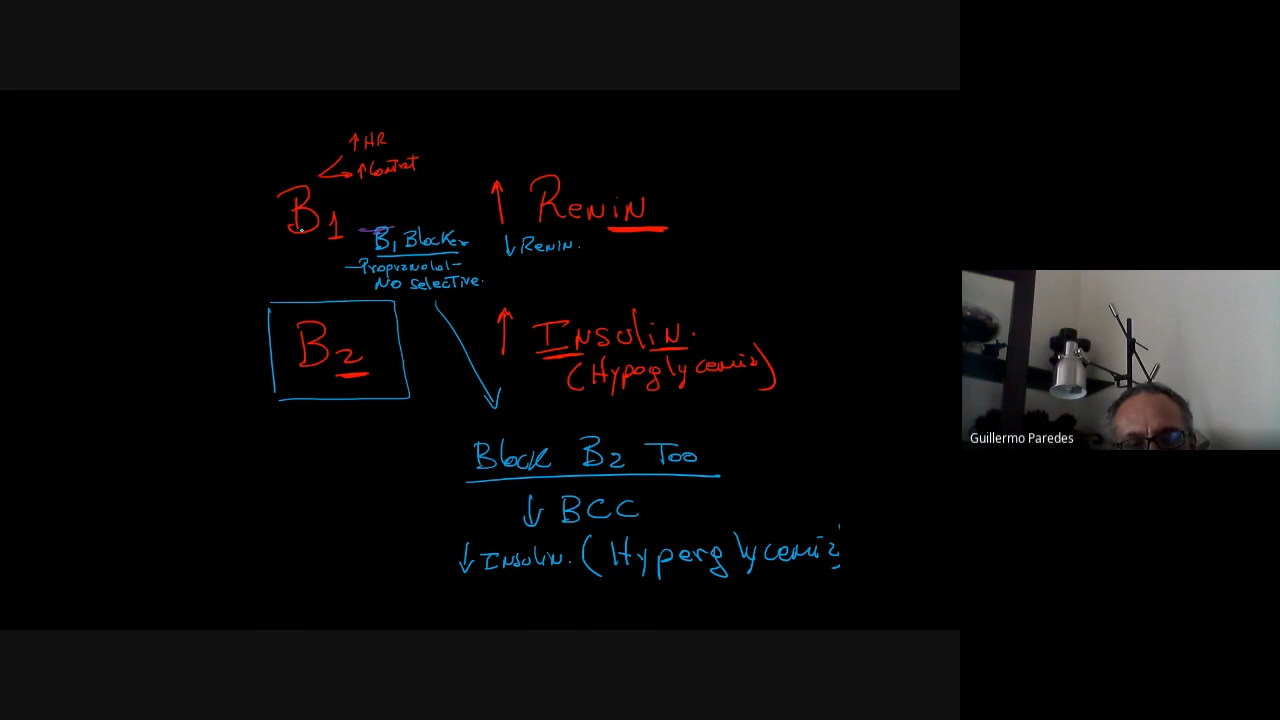 ↑ HR
↑ Contrat
B1
↑ Renin
B1 Blocker
↓ Renin.
-Propranolol-
No selective.
B2
↑ Insulin.
(Hypoglycemia)
Block B2 Too
↓ BCC
↓ Insulin. (Hyperglycemia
Guillermo Paredes